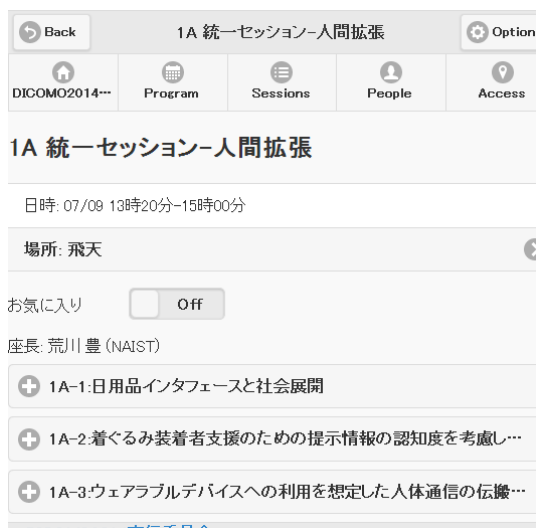 Back
1A 統一セッション-人間拡張
Option
DICOMO2014…
Program
Sessions
People
Access
1A 統一セッション-人間拡張
日時: 07/09 13時20分-15時00分
場所: 飛天
お気に入り
Off
座長: 荒川 豊 (NAIST)
1A-1:日用品インタフェースと社会展開
1A-2:着ぐるみ装着者支援のための提示情報の認知度を考慮し…
1A-3:ウェアラブルデバイスへの利用を想定した人体通信の伝搬…